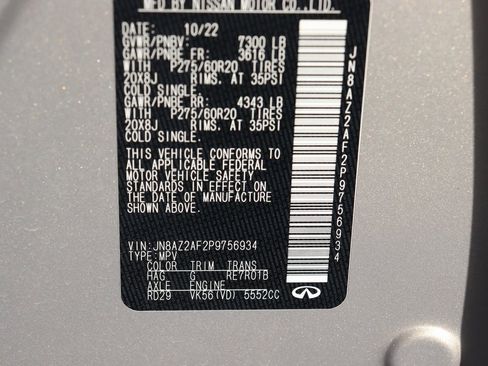 MFD BY NISSAN MOTOR CO.,LTD.
DATE: 10/22
GVWR/PNBV: 7300 LB
GAWR/PNBE FR: 3616 LB
WITH P275/60R20 TIRES
20X8J RIMS. AT 35PSI
COLD SINGLE.
GAWR/PNBE RR: 4343 LB
WITH P275/60R20 TIRES
20X8J RIMS. AT 35PSI
COLD SINGLE.
THIS VEHICLE CONFORMS TO
ALL APPLICABLE FEDERAL
MOTOR VEHICLE SAFETY
STANDARDS IN EFFECT ON
THE DATE OF MANUFACTURE
SHOWN ABOVE.
VIN:JN8AZ2AF2P9756934
TYPE:MPV
COLOR TRIM TRANS
HAG G RE7R01B
AXLE ENGINE
RD29 VK56(VD) 5552CC
JN8AZ2AF2P9756934
INFINITI